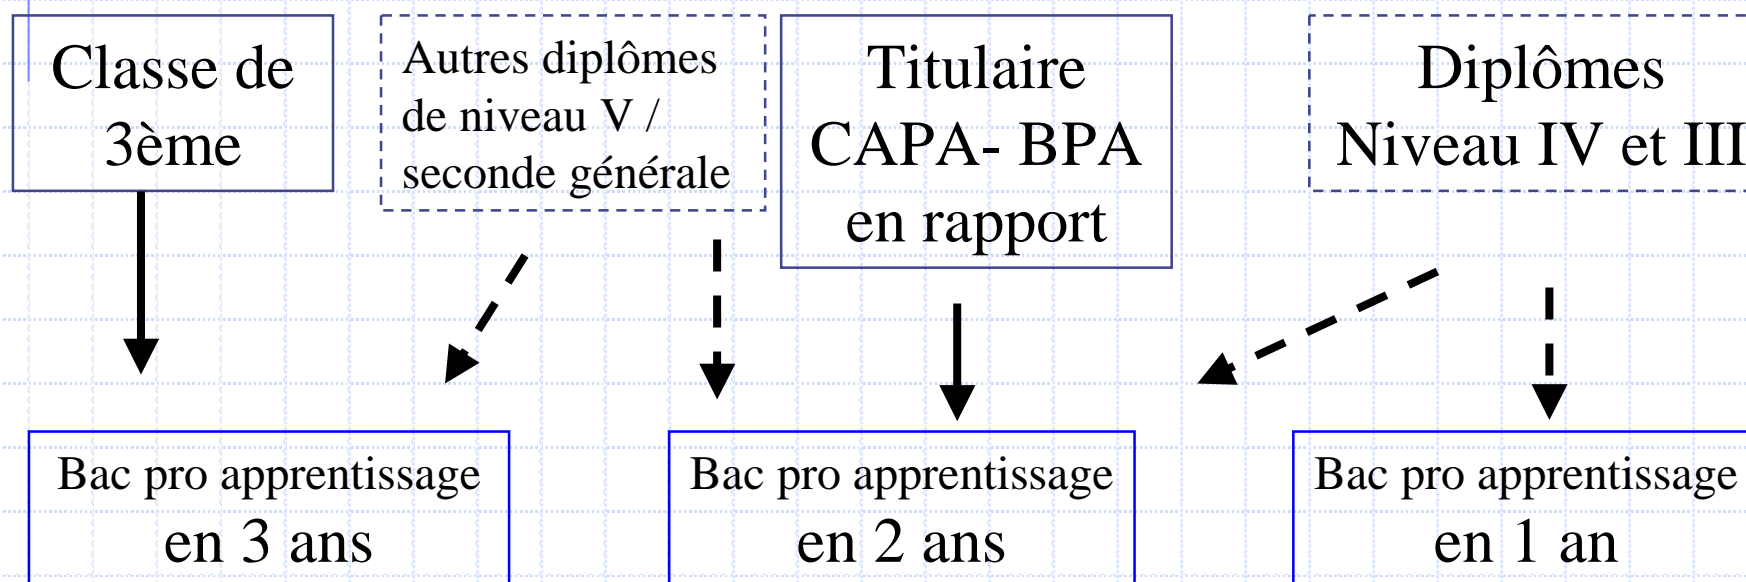 Classe de
3ème
Autres diplômes
de niveau V /
seconde générale
Titulaire
CAPA- BPA
en rapport
Diplômes
Niveau IV et III
Bac pro apprentissage
en 3 ans
Bac pro apprentissage
en 2 ans
Bac pro apprentissage
en 1 an